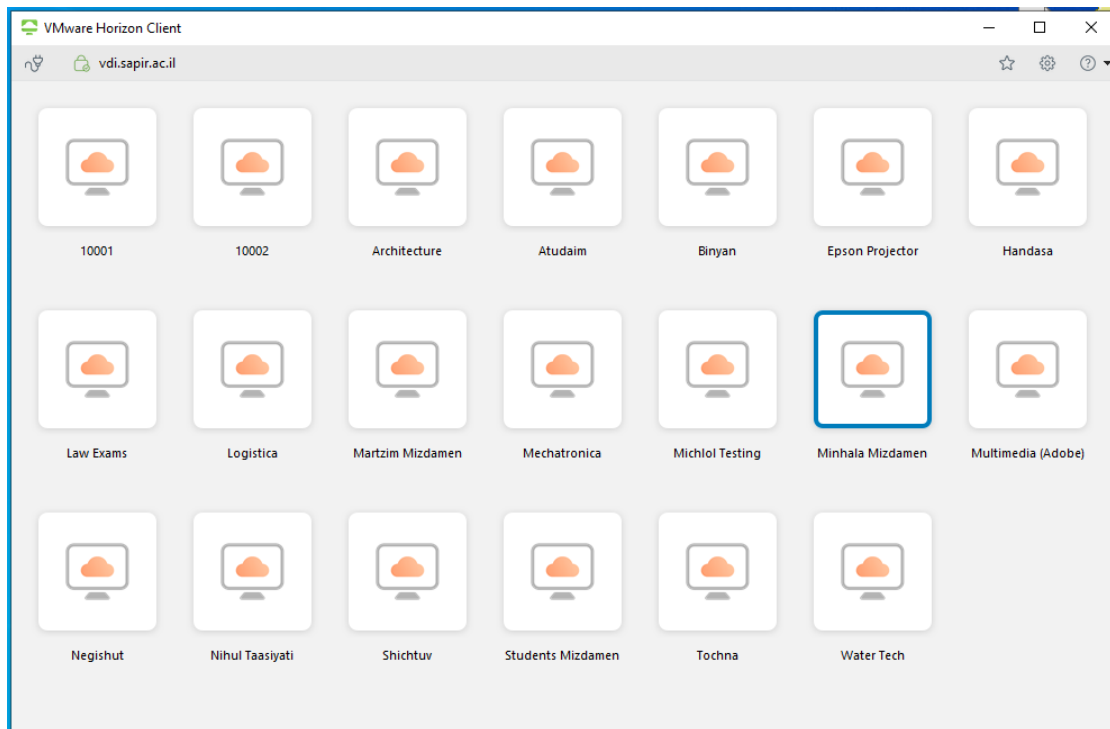 VMware Horizon Client
vdi.sapir.ac.il
10001
10002
Architecture
Atudaim
Binyan
Epson Projector
Handasa
Law Exams
Logistica
Martzim Mizdamen
Mechatronica
Michlol Testing
Minhala Mizdamen
Multimedia (Adobe)
Negishut
Nihul Taasiyati
Shichtuv
Students Mizdamen
Tochna
Water Tech